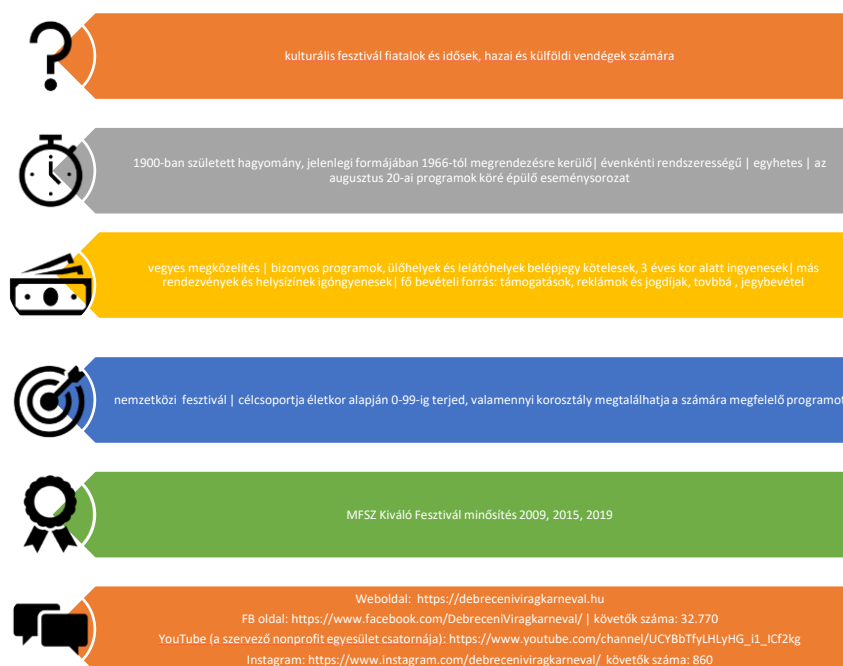 kulturális fesztivál fiatalok és idősek, hazai és külföldi vendégek számára
1900-ban született hagyomány, jelenlegi formájában 1966-tól megrendezésre kerülő| évenkénti rendszerességű | egyhetes | az
augusztus 20-ai programok köré épülő eseménysorozat
vegyes megközelítés | bizonyos programok, ülőhelyek és lelátóhelyek belépjegy kötelesek, 3 éves kor alatt ingyenesek| más
rendezvények és helysízínek igóngyenesek| fő bevételi forrás: támogatások, reklámok és jogdíjak, tovbbá , jegybevétel
nemzetközi fesztivál | célcsoportja életkor alapján 0-99-ig terjed, valamennyi korosztály megtalálhatja a számára megfelelő programot
MFSZ Kiváló Fesztivál minősítés 2009, 2015, 2019
Weboldal: https://debreceniviragkarneval.hu
FB oldal: https://www.facebook.com/DebreceniViragkarneval/ | követők száma: 32.770
YouTube (a szervező nonprofit egyesület csatornája): https://www.youtube.com/channel/UCYBbTfyLHLyHG_i1_ICf2kg
Instagram: https://www.instagram.com/debreceniviragkarneval/ követők száma: 860